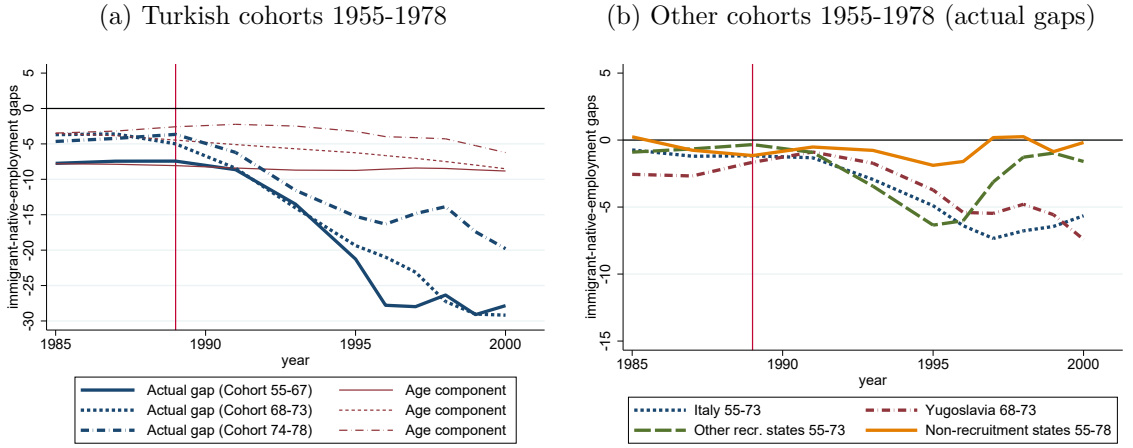 (a) Turkish cohorts 1955-1978
immigrant-native-employment gaps
5
0
-5
-10
-15
-20
-25
-30
1985
1990
1995
2000
year
Actual gap (Cohort 55-67)
Age component
Actual gap (Cohort 68-73)
Age component
Actual gap (Cohort 74-78)
Age component
(b) Other cohorts 1955-1978 (actual gaps)
immigrant-native-employment gaps
5
0
-5
-10
-15
1985
1990
1995
2000
year
Italy 55-73
Yugoslavia 68-73
Other recr. states 55-73
Non-recruitment states 55-78